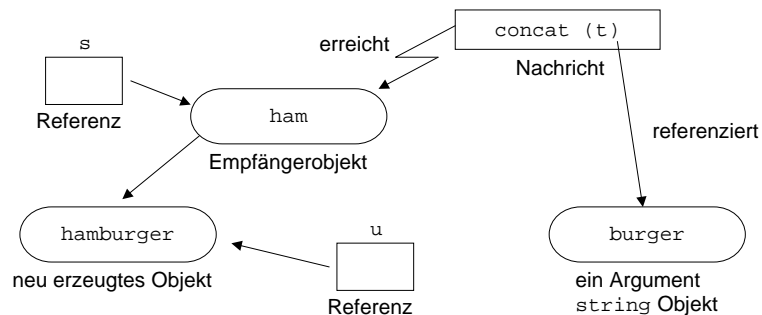 concat (t)
Nachricht
erreicht
s
Referenz
ham
Empfängerobjekt
referenziert
hamburger
neu erzeugtes Objekt
u
Referenz
burger
ein Argument
string Objekt